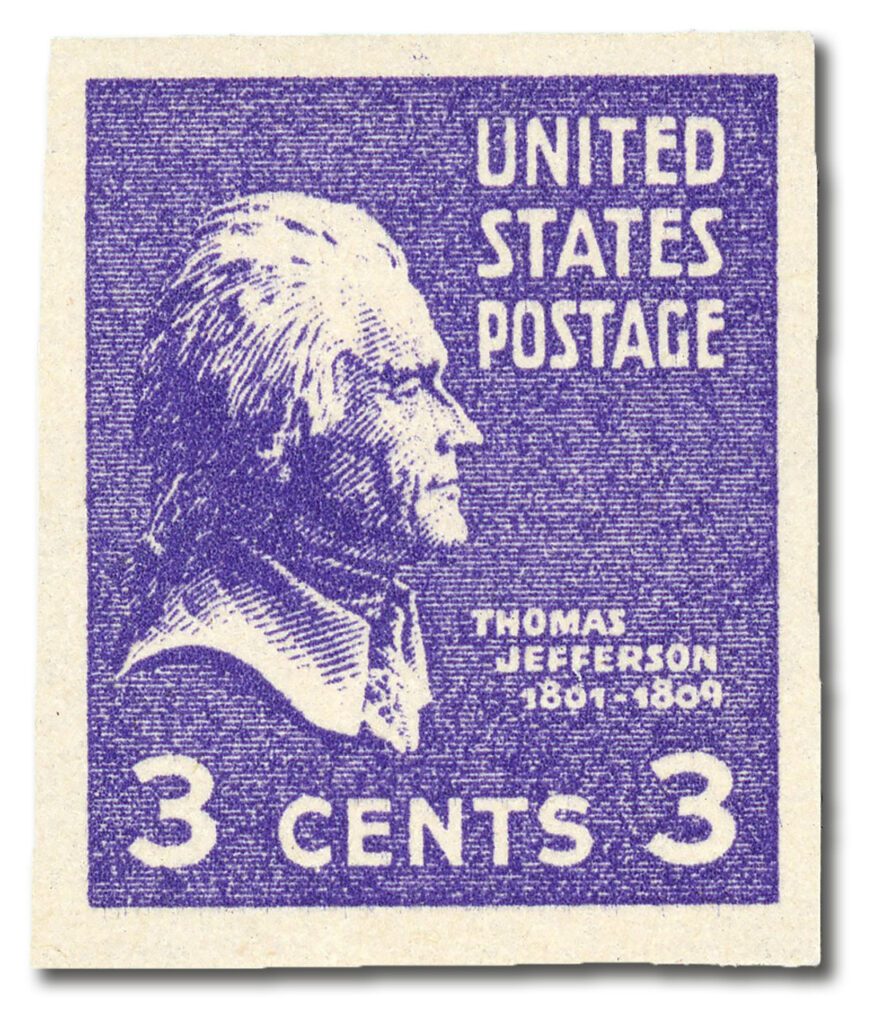 UNITED
STATES
POSTAGE
THOMAS
JEFFERSON
1801-1809
3 CENTS 3